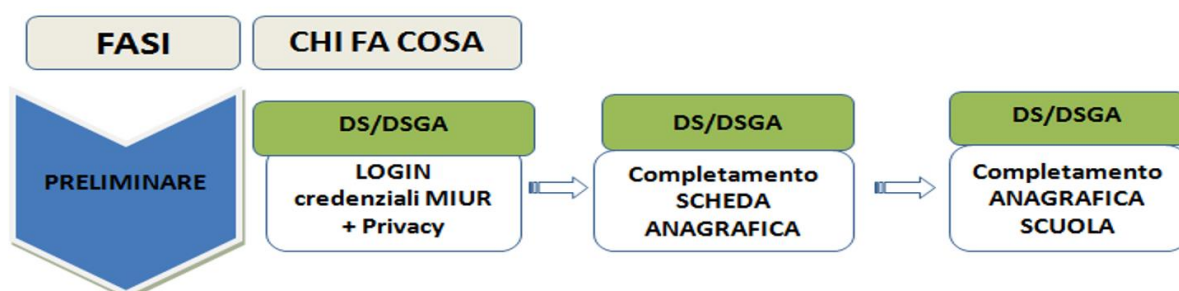 FASI
CHI FA COSA
PRELIMINARE
DS/DSGA
LOGIN
credenziali MIUR
+ Privacy
DS/DSGA
Completamento
SCHEDA
ANAGRAFICA
DS/DSGA
Completamento
ANAGRAFICA
SCUOLA